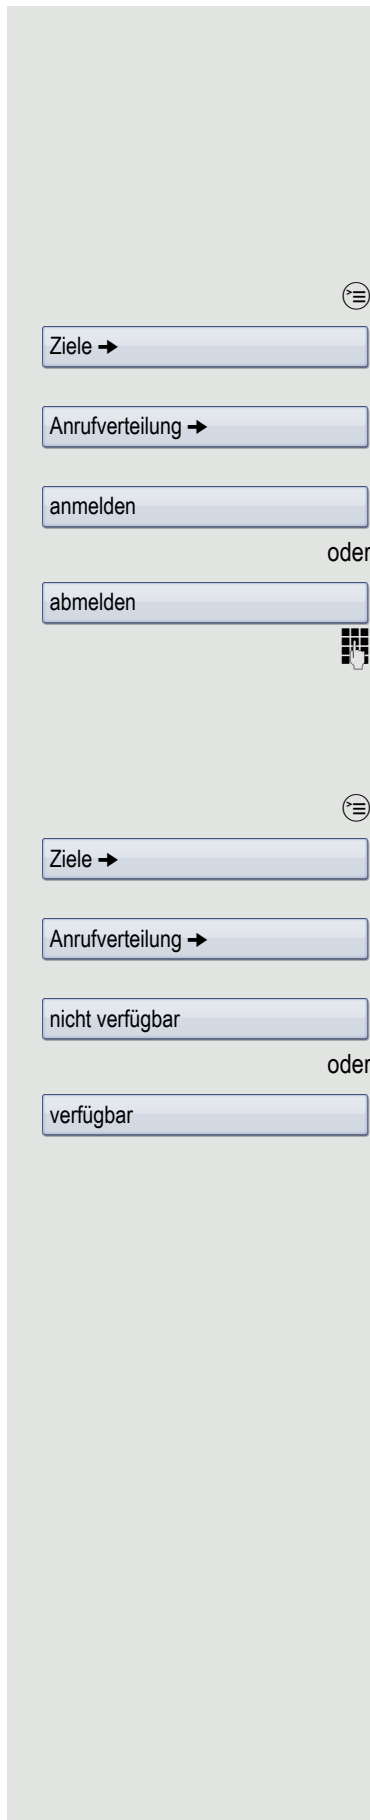 Ziele ➔
Anrufverteilung ➔
anmelden
oder
abmelden
Ziele ➔
Anrufverteilung ➔
nicht verfügbar
oder
verfügbar